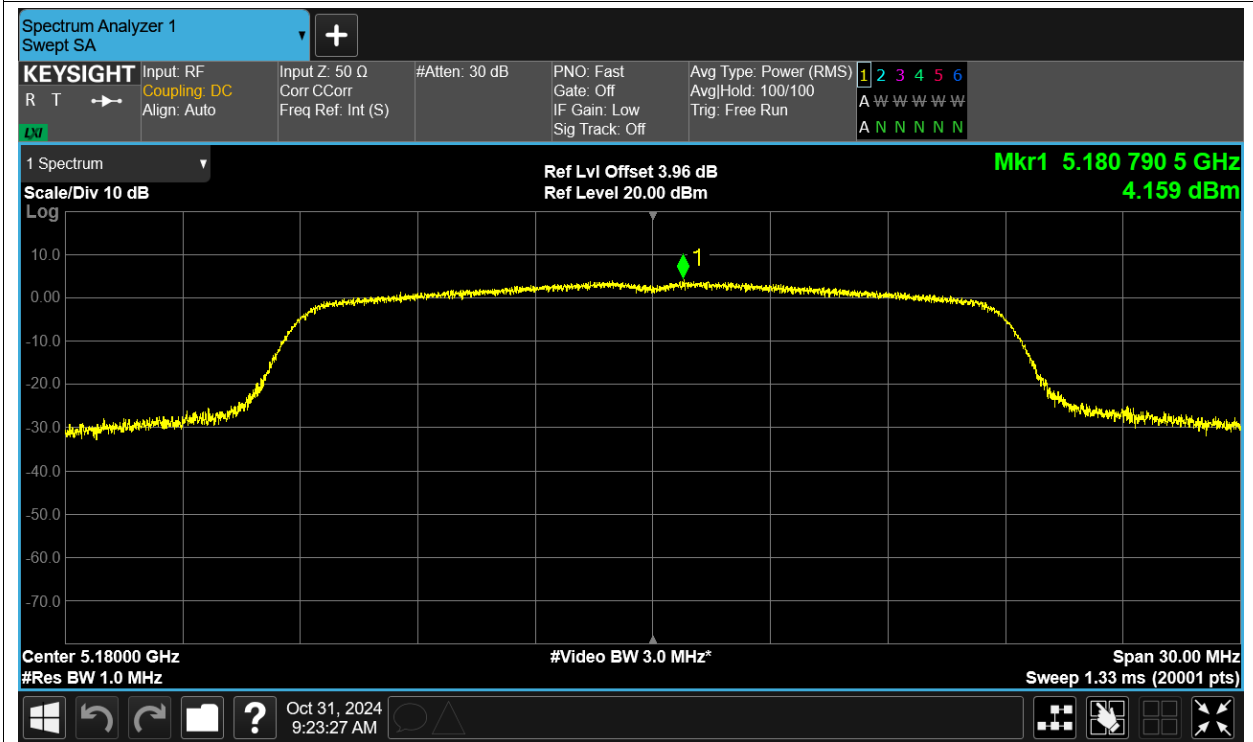 Spectrum Analyzer 1
Swept SA
KEYSIGHT
R T
LXI
Input: RF
Coupling: DC
Align: Auto
Input Z: 50 Ω
Corr CCorr
Freq Ref: Int (S)
#Atten: 30 dB
PNO: Fast
Gate: Off
IF Gain: Low
Sig Track: Off
Avg Type: Power (RMS)
Avg|Hold: 100/100
Trig: Free Run
1 2 3 4 5 6
A W W W W W
A N N N N N
1 Spectrum
Scale/Div 10 dB
Log
Ref Lvl Offset 3.96 dB
Ref Level 20.00 dBm
Mkr1 5.180 790 5 GHz
4.159 dBm
1
10.0
0.00
-10.0
-20.0
-30.0
-40.0
-50.0
-60.0
-70.0
Center 5.18000 GHz
#Res BW 1.0 MHz
#Video BW 3.0 MHz*
Span 30.00 MHz
Sweep 1.33 ms (20001 pts)
?
Oct 31, 2024
9:23:27 AM